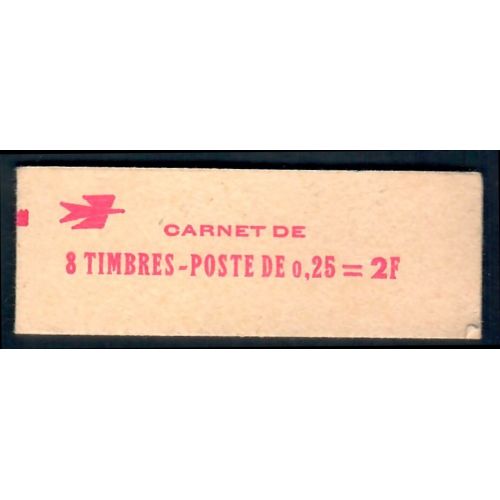 CARNET DE
8 TIMBRES-POSTE DE 0,25 = 2F